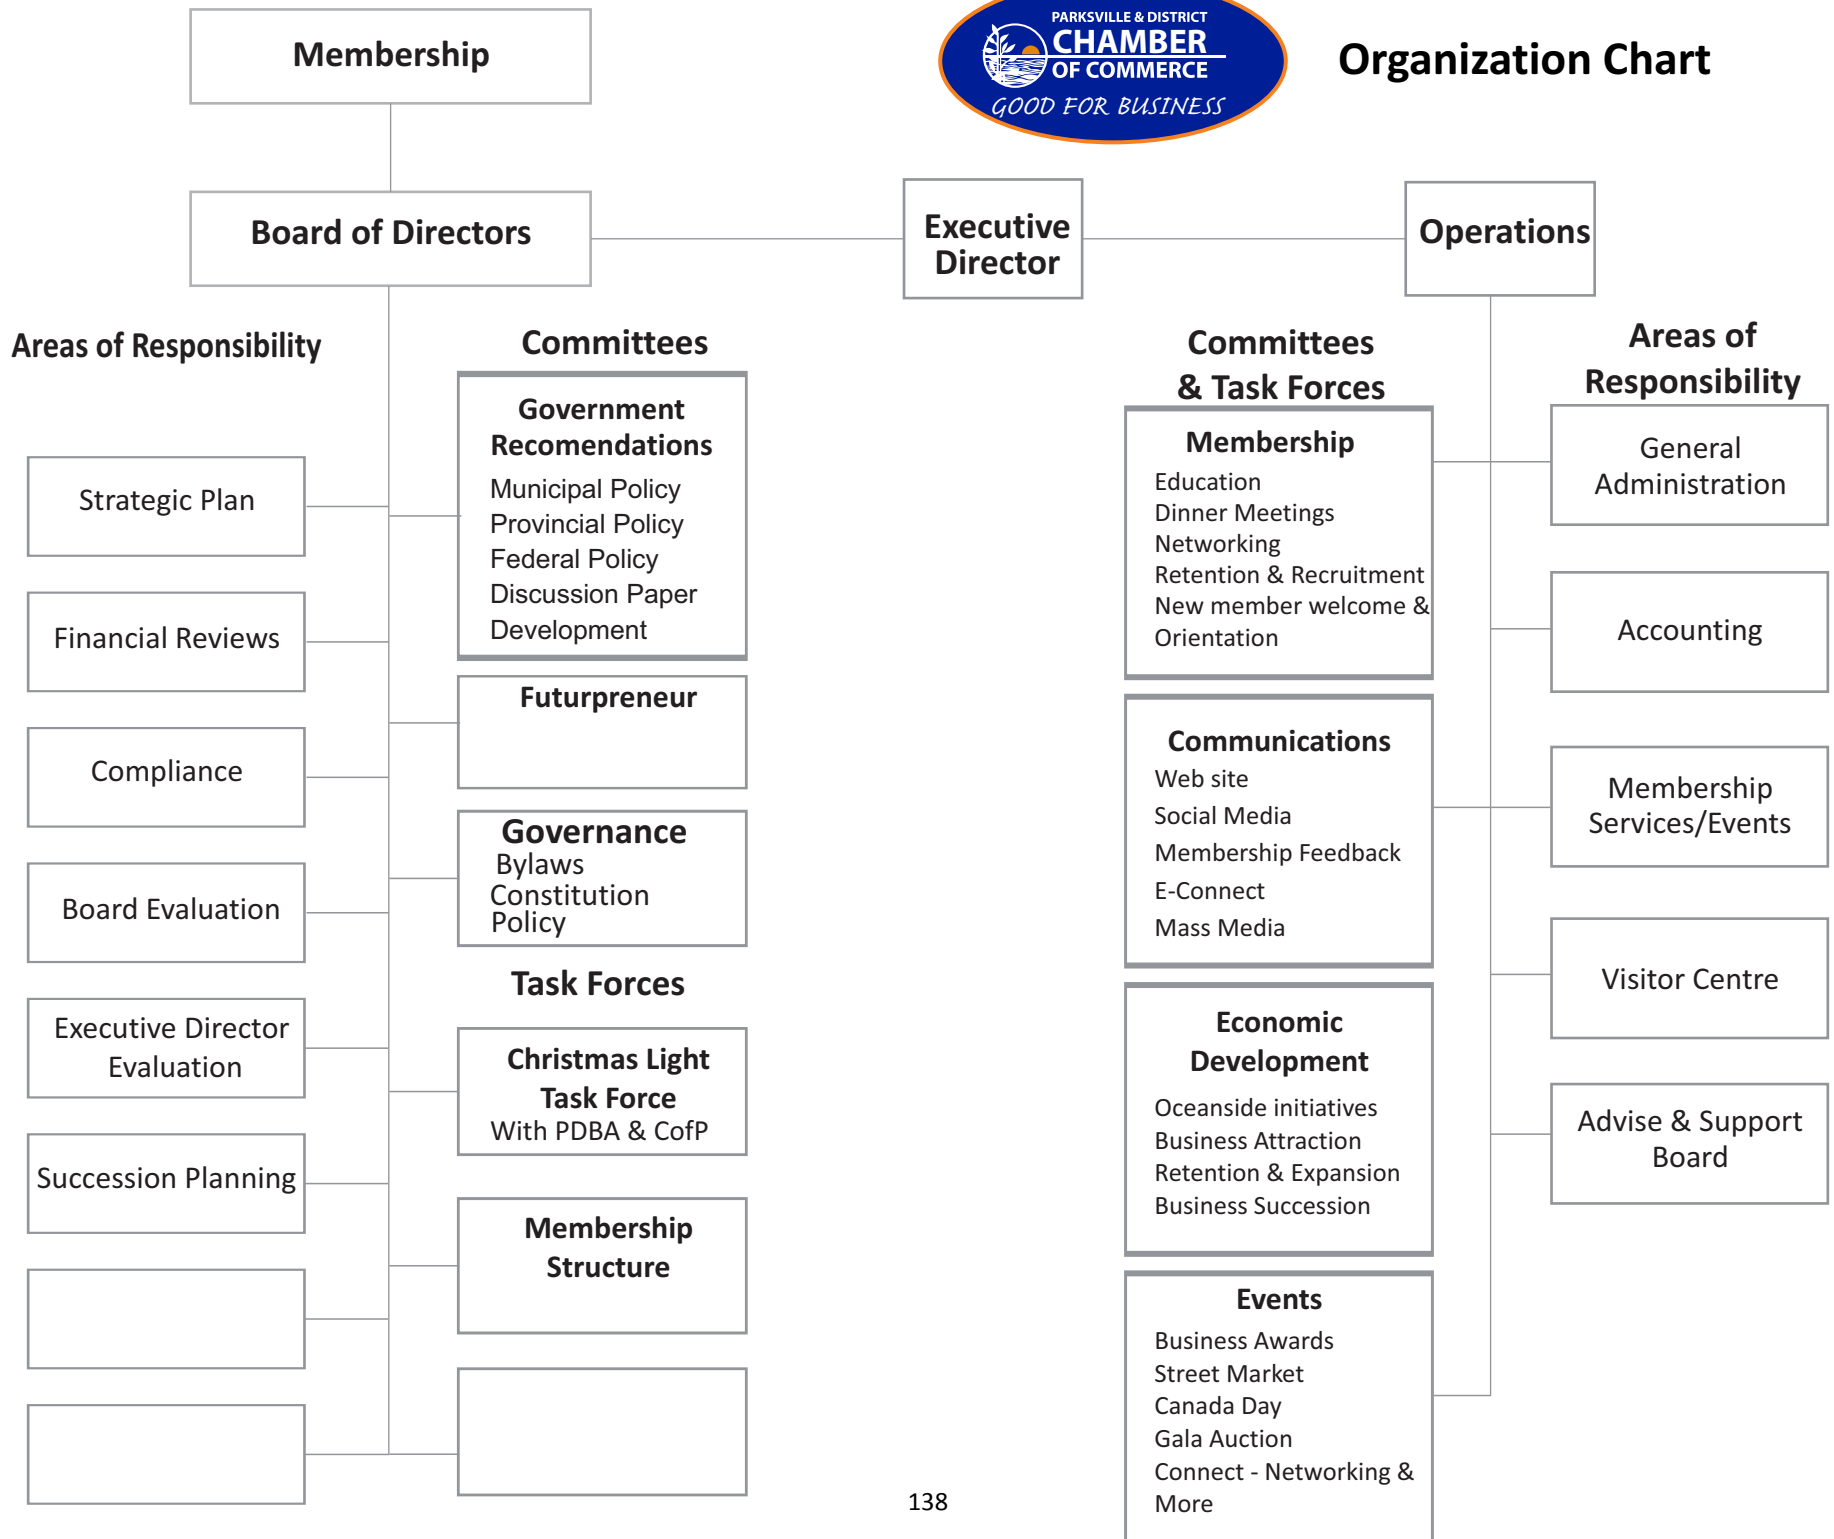 Membership
PARKSVILLE & DISTRICT
CHAMBER
OF COMMERCE
GOOD FOR BUSINESS
Organization Chart
Board of Directors
Executive
Director
Operations
Areas of Responsibility
Strategic Plan
Financial Reviews
Compliance
Board Evaluation
Executive Director
Evaluation
Succession Planning
Committees
Government
Recomendations
Municipal Policy
Provincial Policy
Federal Policy
Discussion Paper
Development
Futurpreneur
Governance
Bylaws
Constitution
Policy
Task Forces
Christmas Light
Task Force
With PDBA & CofP
Membership
Structure
Committees
& Task Forces
Membership
Education
Dinner Meetings
Networking
Retention & Recruitment
New member welcome &
Orientation
Communications
Web site
Social Media
Membership Feedback
E-Connect
Mass Media
Economic
Development
Oceanside initiatives
Business Attraction
Retention & Expansion
Business Succession
Events
Business Awards
Street Market
Canada Day
Gala Auction
Connect - Networking &
More
Areas of
Responsibility
General
Administration
Accounting
Membership
Services/Events
Visitor Centre
Advise & Support
Board
138